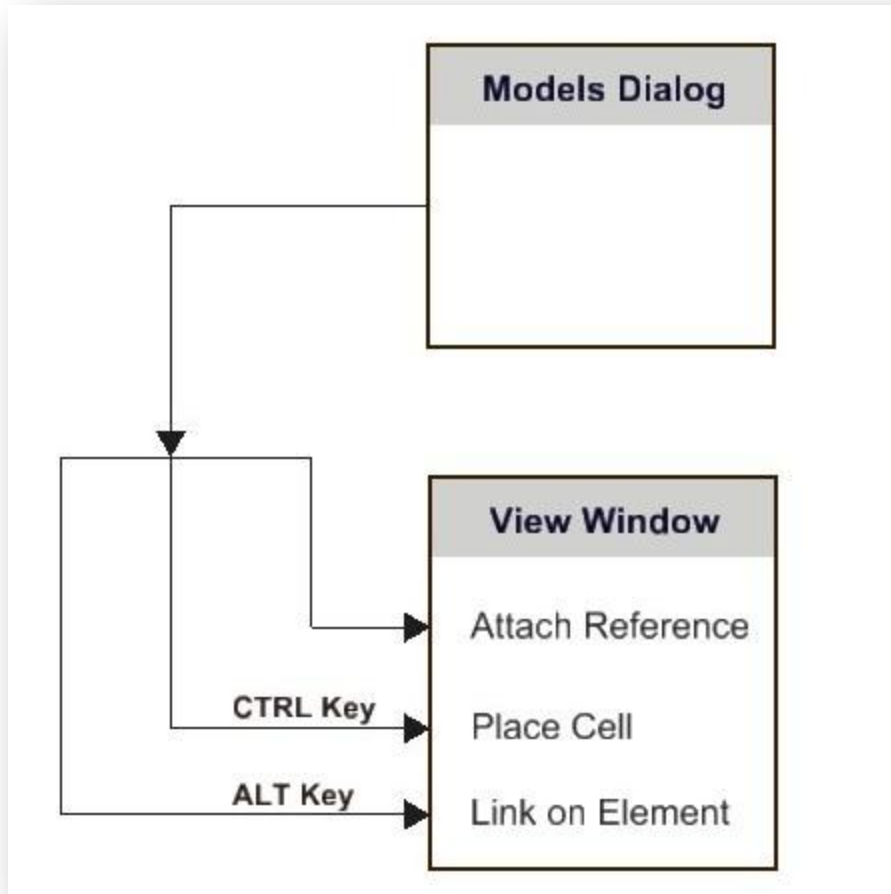 Models Dialog
View Window
Attach Reference
CTRL Key
Place Cell
ALT Key
Link on Element